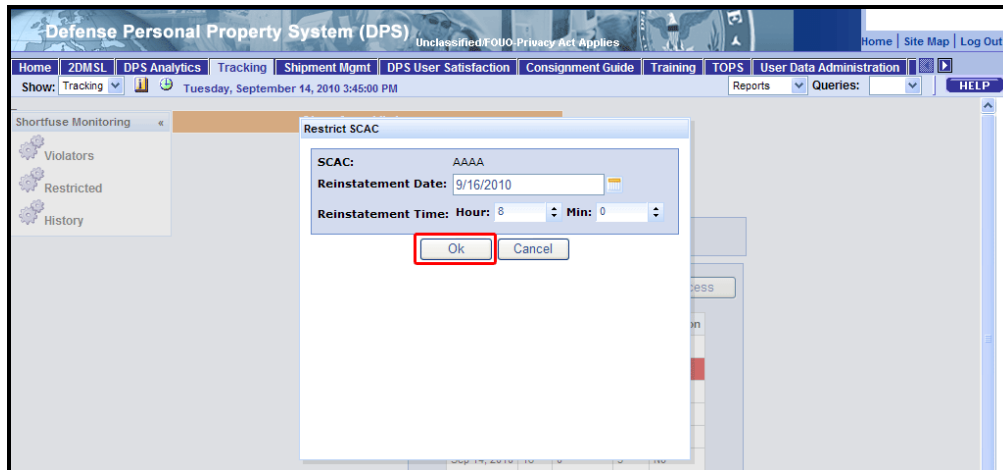 Defense Personal Property System (DPS)
Unclassified/FOUO-Privacy Act Applies
Home | Site Map | Log Out
Home 2DMSL DPS Analytics Tracking Shipment Mgmt DPS User Satisfaction Consignment Guide Training TOPS User Data Administration
Show: Tracking Tuesday, September 14, 2010 3:45:00 PM Reports Queries: HELP
Shortfuse Monitoring «
Violators
Restricted
History
Restrict SCAC
SCAC: AAAA
Reinstatement Date: 9/16/2010
Reinstatement Time: Hour: 8 Min: 0
Ok Cancel